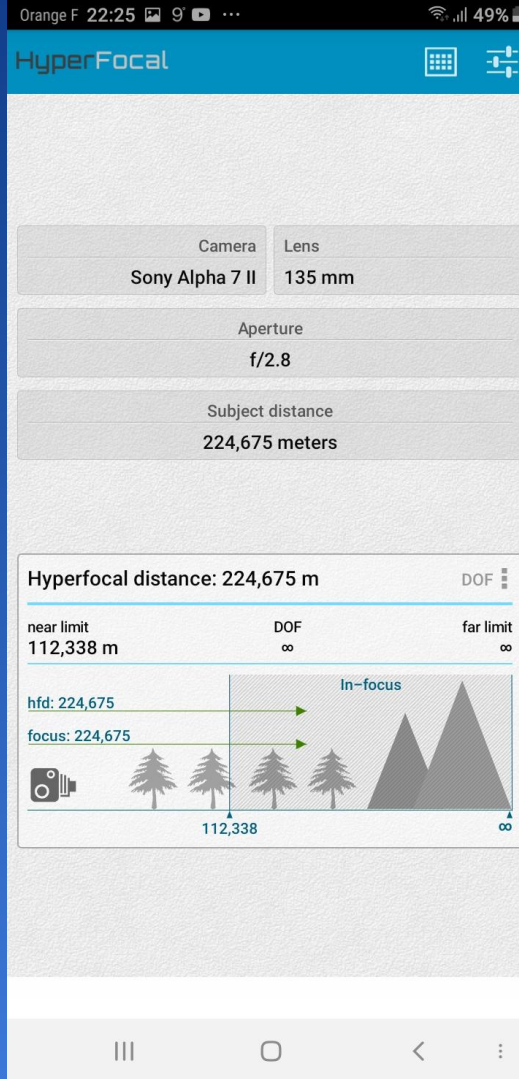 Orange F 22:25 9° ... 49%
HyperFocal
Camera Lens
Sony Alpha 7 II 135 mm
Aperture
f/2.8
Subject distance
224,675 meters
Hyperfocal distance: 224,675 m DOF
near limit DOF far limit
112,338 m ∞ ∞
In-focus
hfd: 224,675
focus: 224,675
112,338 ∞